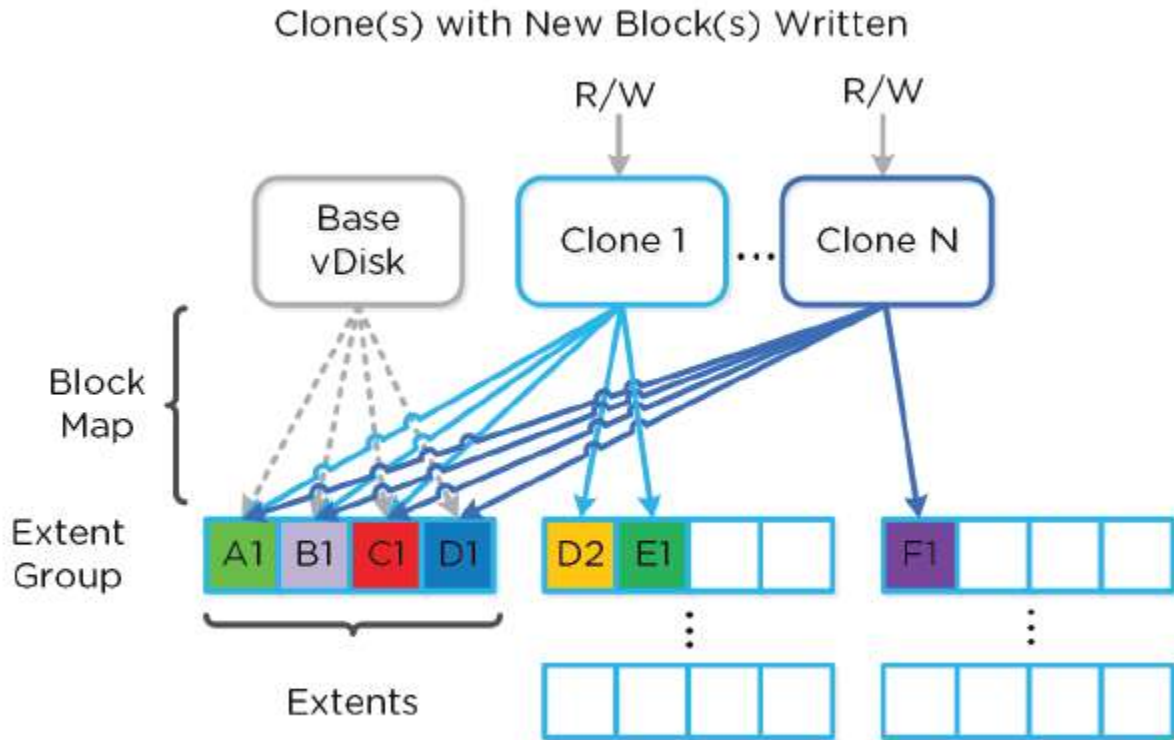 Clone(s) with New Block(s) Written
R/W
R/W
Base
vDisk
Clone 1
...
Clone N
Block
Map
Extent
Group
A1
B1
C1
D1
D2
E1
F1
Extents